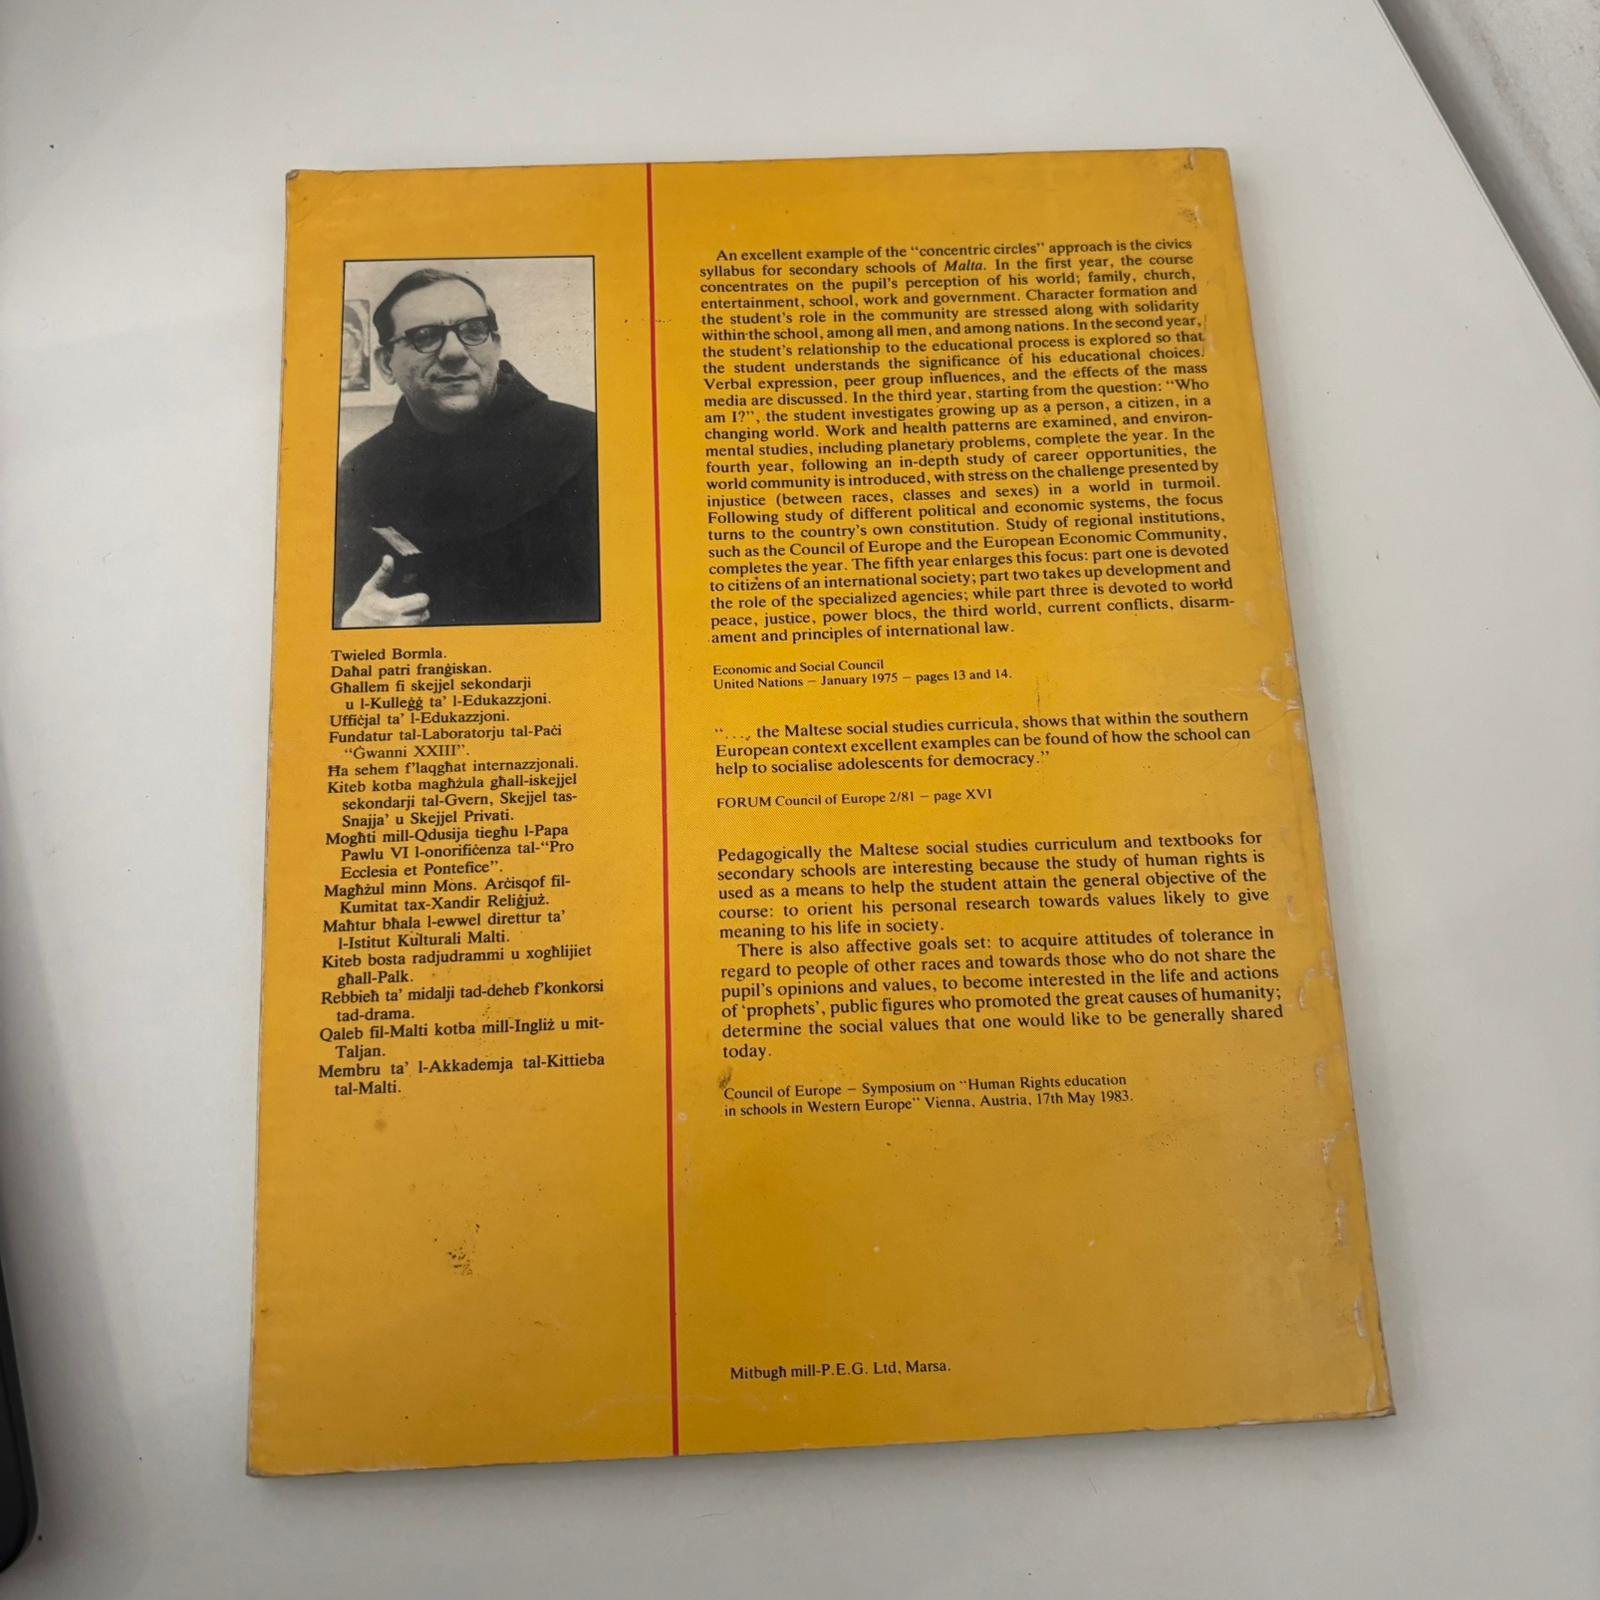 Twieled Bormla.
Daħal patri franġiskan.
Għallem fi skejjel sekondarji
u l-Kulleġġ ta' l-Edukazzjoni.
Uffiċjal ta' l-Edukazzjoni.
Fundatur tal-Laboratorju tal-Paċi
"Ġwanni XXIII".
Ħa sehem f'laqgħat internazzjonali.
Kiteb kotba magħżula għall-iskejjel
sekondarji tal-Gvern, Skejjel tas-
Snajja' u Skejjel Privati.
Mogħti mill-Qdusija tiegħu l-Papa
Pawlu VI l-onorifiċenza tal-"Pro
Ecclesia et Pontefice".
Magħżul minn Mons. Arċisqof fil-
Kumitat tax-Xandir Reliġjuż.
Maħtur bħala l-ewwel direttur ta'
l-Istitut Kulturali Malti.
Kiteb bosta radjudrammi u xogħlijiet
għall-Palk.
Rebbieħ ta' midalji tad-deheb f'konkorsi
tad-drama.
Qaleb fil-Malti kotba mill-Ingliż u mit-
Taljan.
Membru ta' l-Akkademja tal-Kittieba
tal-Malti.
An excellent example of the "concentric circles" approach is the civics
syllabus for secondary schools of Malta. In the first year, the course
concentrates on the pupil's perception of his world; family, church,
entertainment, school, work and government. Character formation and
the student's role in the community are stressed along with solidarity
within the school, among all men, and among nations. In the second year,
the student's relationship to the educational process is explored so that
the student understands the significance of his educational choices.
Verbal expression, peer group influences, and the effects of the mass
media are discussed. In the third year, starting from the question: "Who
am I?", the student investigates growing up as a person, a citizen, in a
changing world. Work and health patterns are examined, and environ-
mental studies, including planetary problems, complete the year. In the
fourth year, following an in-depth study of career opportunities, the
world community is introduced, with stress on the challenge presented by
injustice (between races, classes and sexes) in a world in turmoil.
Following study of different political and economic systems, the focus
turns to the country's own constitution. Study of regional institutions,
such as the Council of Europe and the European Economic Community,
completes the year. The fifth year enlarges this focus: part one is devoted
to citizens of an international society; part two takes up development and
the role of the specialized agencies; while part three is devoted to world
peace, justice, power blocs, the third world, current conflicts, disarm-
ament and principles of international law.
Economic and Social Council
United Nations – January 1975 – pages 13 and 14.
"...., the Maltese social studies curricula, shows that within the southern
European context excellent examples can be found of how the school can
help to socialise adolescents for democracy."
FORUM Council of Europe 2/81 – page XVI
Pedagogically the Maltese social studies curriculum and textbooks for
secondary schools are interesting because the study of human rights is
used as a means to help the student attain the general objective of the
course: to orient his personal research towards values likely to give
meaning to his life in society.
There is also affective goals set: to acquire attitudes of tolerance in
regard to people of other races and towards those who do not share the
pupil's opinions and values, to become interested in the life and actions
of 'prophets', public figures who promoted the great causes of humanity;
determine the social values that one would like to be generally shared
today.
Council of Europe – Symposium on "Human Rights education
in schools in Western Europe" Vienna, Austria, 17th May 1983.
Mitbugħ mill-P.E.G. Ltd, Marsa.